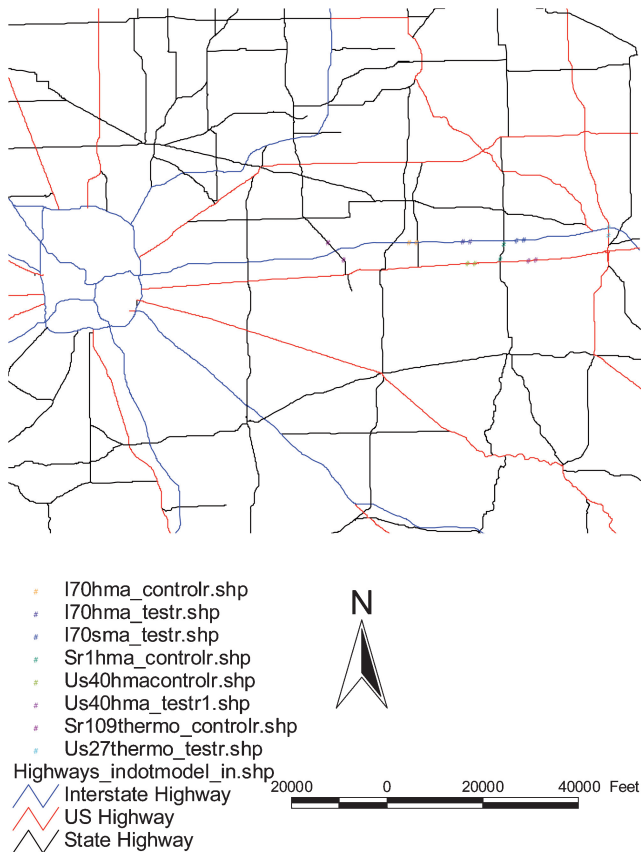 I70hma_controlr.shp
I70hma_testr.shp
I70sma_testr.shp
Sr1hma_controlr.shp
Us40hmacontrolr.shp
Us40hma_testr1.shp
Sr109thermo_controlr.shp
Us27thermo_testr.shp
Highways_indotmodel_in.shp
Interstate Highway
US Highway
State Highway
N
20000 0 20000 40000 Feet